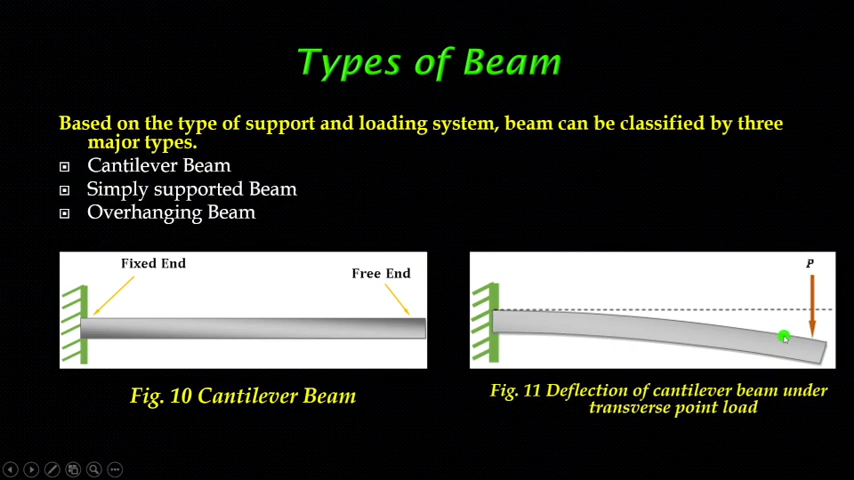 Types of Beam
Based on the type of support and loading system, beam can be classified by three
major types.
Cantilever Beam
Simply supported Beam
Overhanging Beam
Fixed End
Free End
P
Fig. 10 Cantilever Beam
Fig. 11 Deflection of cantilever beam under
transverse point load